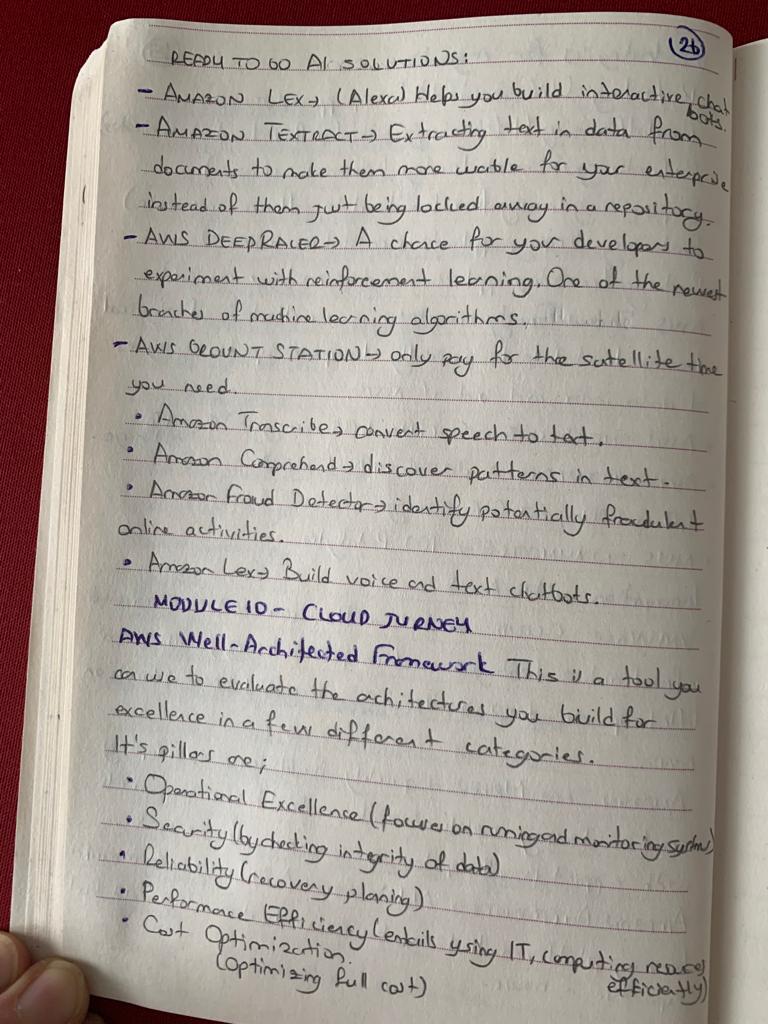 26
READY TO GO AI SOLUTIONS:
- AMAZON LEX → (Alexa) Helps you build interactive chat bots.
- AMAZON TEXTRACT → Extracting text in data from
documents to make them more usable for your enterprise
instead of them just being locked away in a repository.
- AWS DEEPRACER → A chance for your developers to
experiment with reinforcement learning. One of the newest
branches of machine learning algorithms.
- AWS GROUNT STATION → only pay for the satellite time
you need.
• Amazon Transcribe → convert speech to text.
• Amazon Comprehend → discover patterns in text.
• Amazon Fraud Detector → identify potentially fraudulent
online activities.
• Amazon Lex → Build voice and text chatbots.
MODULE 10 - CLOUD JURNEY
AWS Well-Architected Framework This is a tool you
can use to evaluate the architectures you build for
excellence in a few different categories.
It's pillars are;
• Operational Excellence (focuses on running and monitoring systems)
• Security (by checking integrity of data)
• Reliability (recovery planing)
• Performance Efficiency (entails using IT, computing resources
efficiently)
• Cost Optimization.
(optimizing full cost)